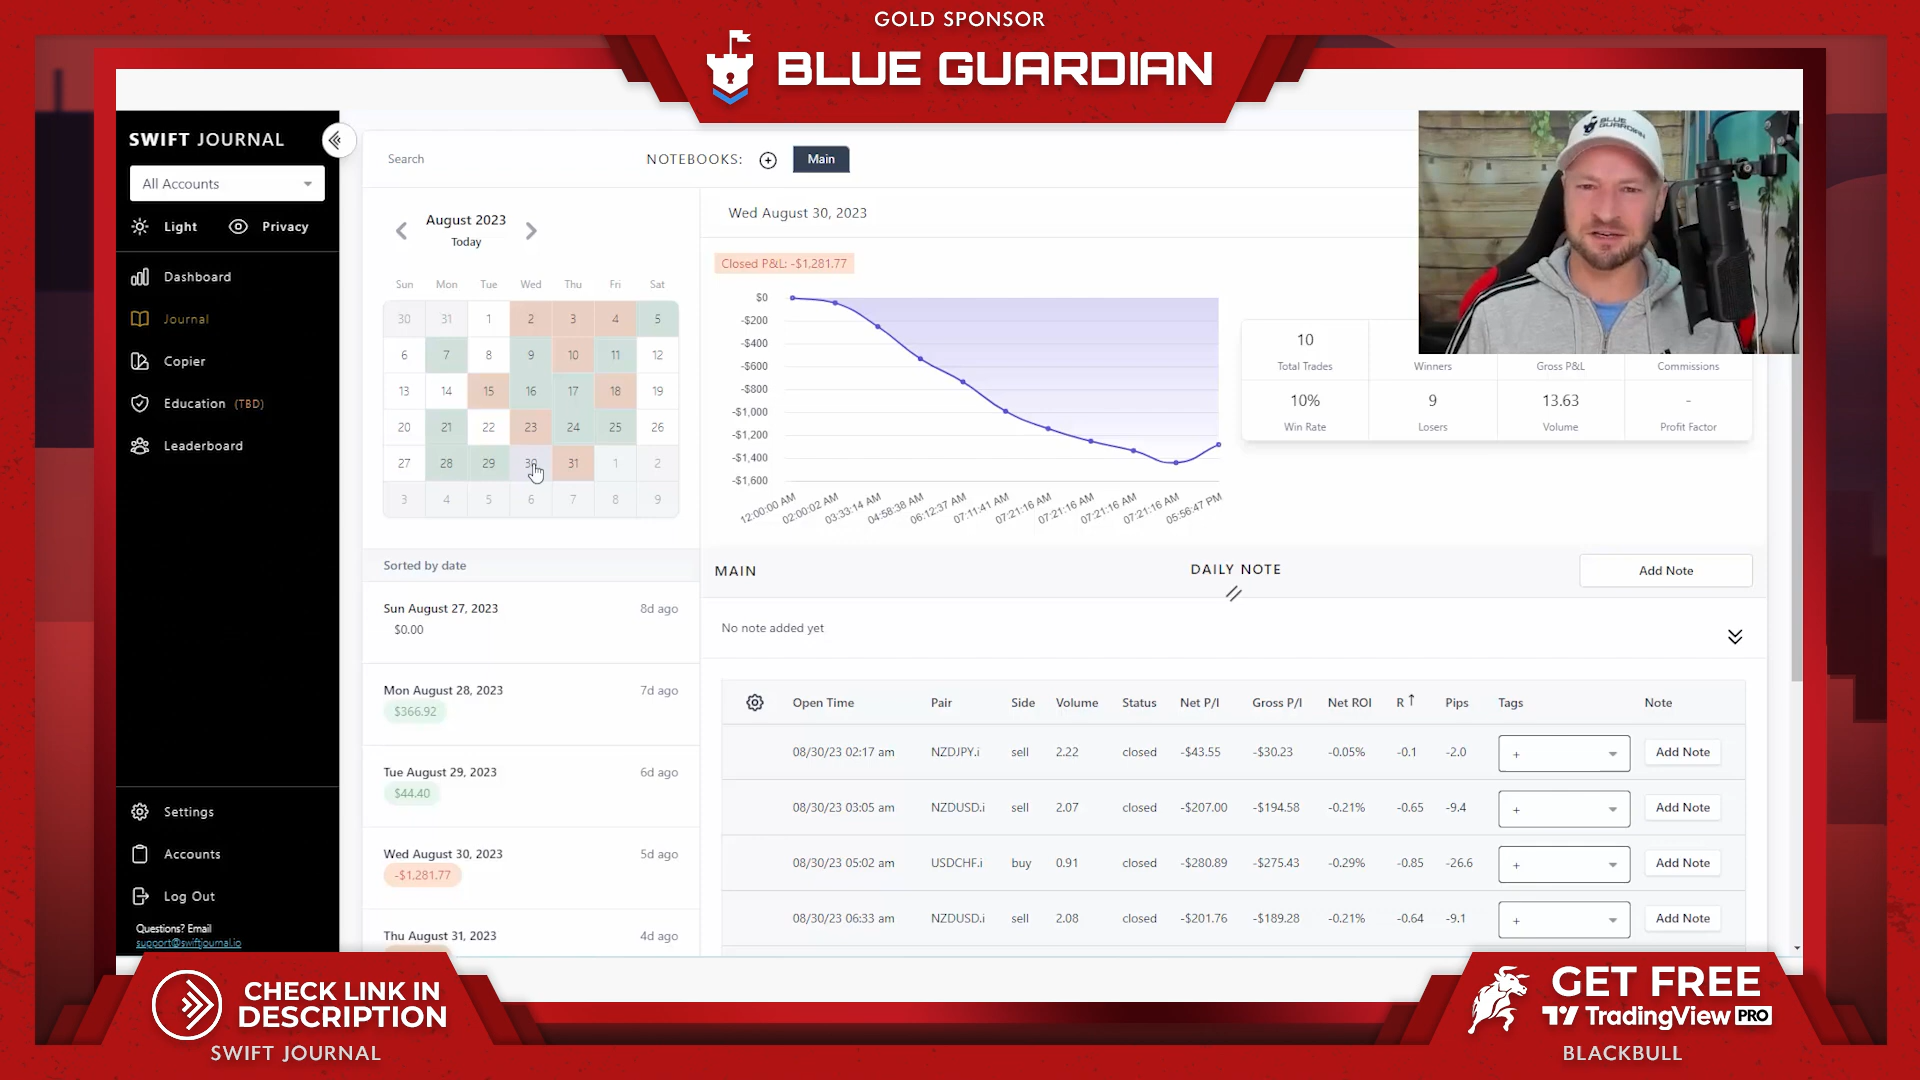 GOLD SPONSOR
BLUE GUARDIAN
SWIFT JOURNAL
All Accounts
Light Privacy
Dashboard
Journal
Copier
Education (TBD)
Leaderboard
Settings
Accounts
Log Out
Questions? Email
support@swiftjournal.io
Search
NOTEBOOKS: Main
August 2023
Today
Sun Mon Tue Wed Thu Fri Sat
30 31 1 2 3 4 5
6 7 8 9 10 11 12
13 14 15 16 17 18 19
20 21 22 23 24 25 26
27 28 29 30 31 1 2
3 4 5 6 7 8 9
Sorted by date
Sun August 27, 2023 8d ago
$0.00
Mon August 28, 2023 7d ago
$366.92
Tue August 29, 2023 6d ago
$44.40
Wed August 30, 2023 5d ago
-$1,281.77
Thu August 31, 2023 4d ago
Wed August 30, 2023
Closed P&L: -$1,281.77
$0
-$200
-$400
-$600
-$800
-$1,000
-$1,200
-$1,400
-$1,600
12:00:00 AM 02:00:02 AM 03:33:14 AM 04:58:38 AM 06:12:37 AM 07:11:41 AM 07:21:16 AM 07:21:16 AM 07:21:16 AM 07:21:16 AM 05:56:47 PM
10
Total Trades Winners Gross P&L Commissions
10% 9 13.63 -
Win Rate Losers Volume Profit Factor
BLUE
GUARDIAN
MAIN DAILY NOTE Add Note
No note added yet
Open Time Pair Side Volume Status Net P/l Gross P/l Net ROI R Pips Tags Note
08/30/23 02:17 am NZDJPY.i sell 2.22 closed -$43.55 -$30.23 -0.05% -0.1 -2.0 + Add Note
08/30/23 03:05 am NZDUSD.i sell 2.07 closed -$207.00 -$194.58 -0.21% -0.65 -9.4 + Add Note
08/30/23 05:02 am USDCHF.i buy 0.91 closed -$280.89 -$275.43 -0.29% -0.85 -26.6 + Add Note
08/30/23 06:33 am NZDUSD.i sell 2.08 closed -$201.76 -$189.28 -0.21% -0.64 -9.1 + Add Note
CHECK LINK IN
DESCRIPTION
SWIFT JOURNAL
GET FREE
TradingView PRO
BLACKBULL